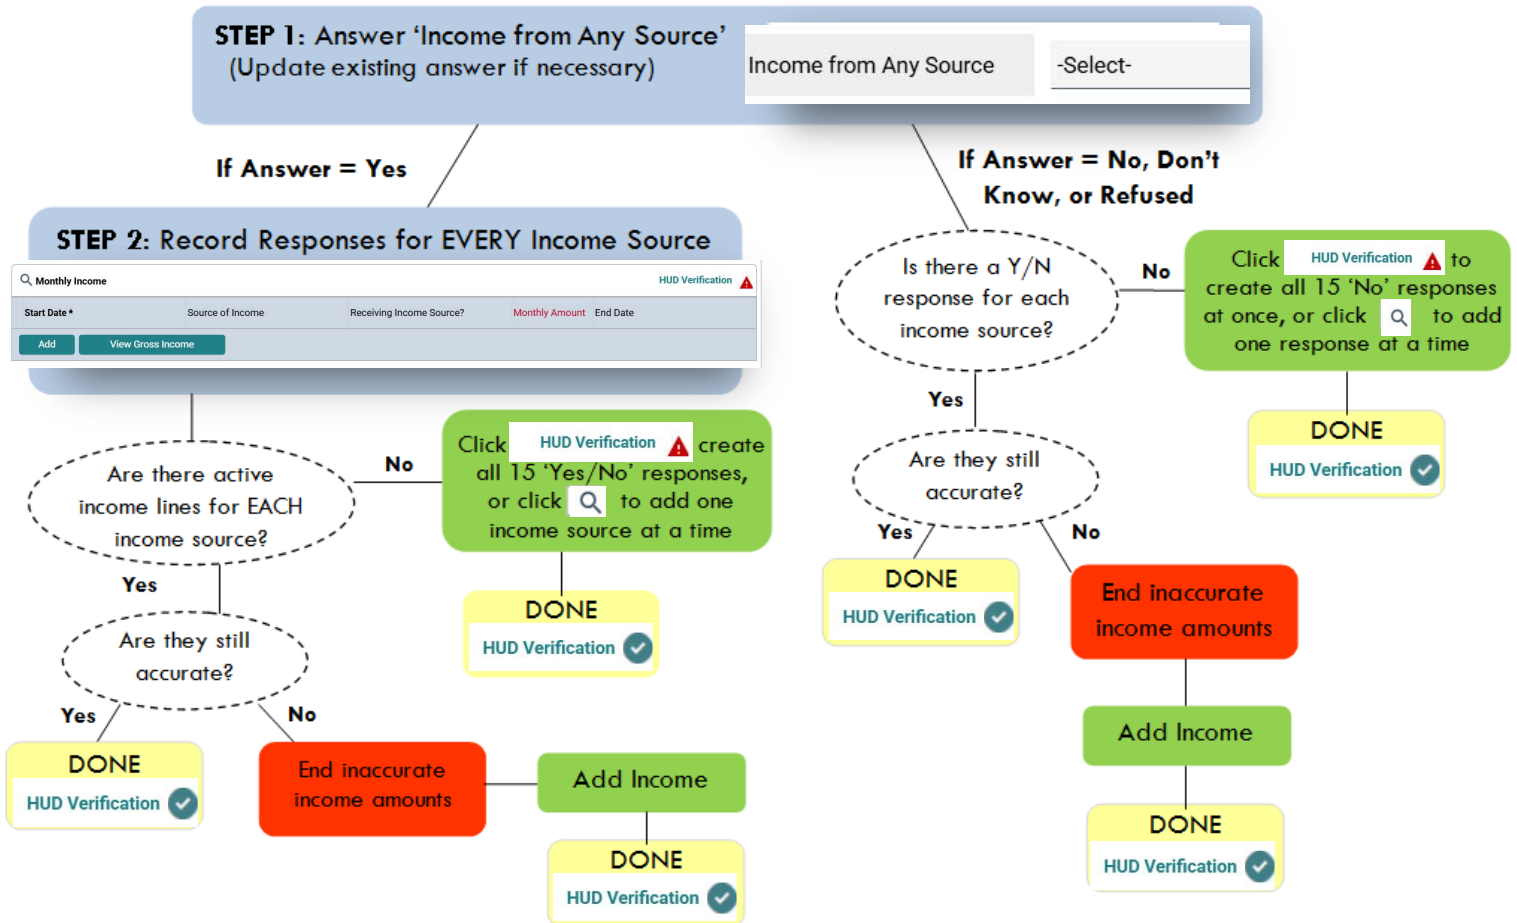 STEP 1: Answer ‘Income from Any Source’
(Update existing answer if necessary)
Income from Any Source
-Select-
If Answer = Yes
If Answer = No, Don’t
Know, or Refused
STEP 2: Record Responses for EVERY Income Source
Monthly Income
HUD Verification
Start Date *
Source of Income
Receiving Income Source?
Monthly Amount
End Date
Add
View Gross Income
Is there a Y/N
response for each
income source?
No
Click HUD Verification to
create all 15 ‘No’ responses
at once, or click to add
one response at a time
Yes
DONE
HUD Verification
Are there active
income lines for EACH
income source?
No
Click HUD Verification create
all 15 ‘Yes/No’ responses,
or click to add one
income source at a time
Are they still
accurate?
Yes
No
Yes
DONE
HUD Verification
End inaccurate
income amounts
DONE
HUD Verification
Are they still
accurate?
Yes
No
Add Income
DONE
HUD Verification
End inaccurate
income amounts
Add Income
DONE
HUD Verification
DONE
HUD Verification